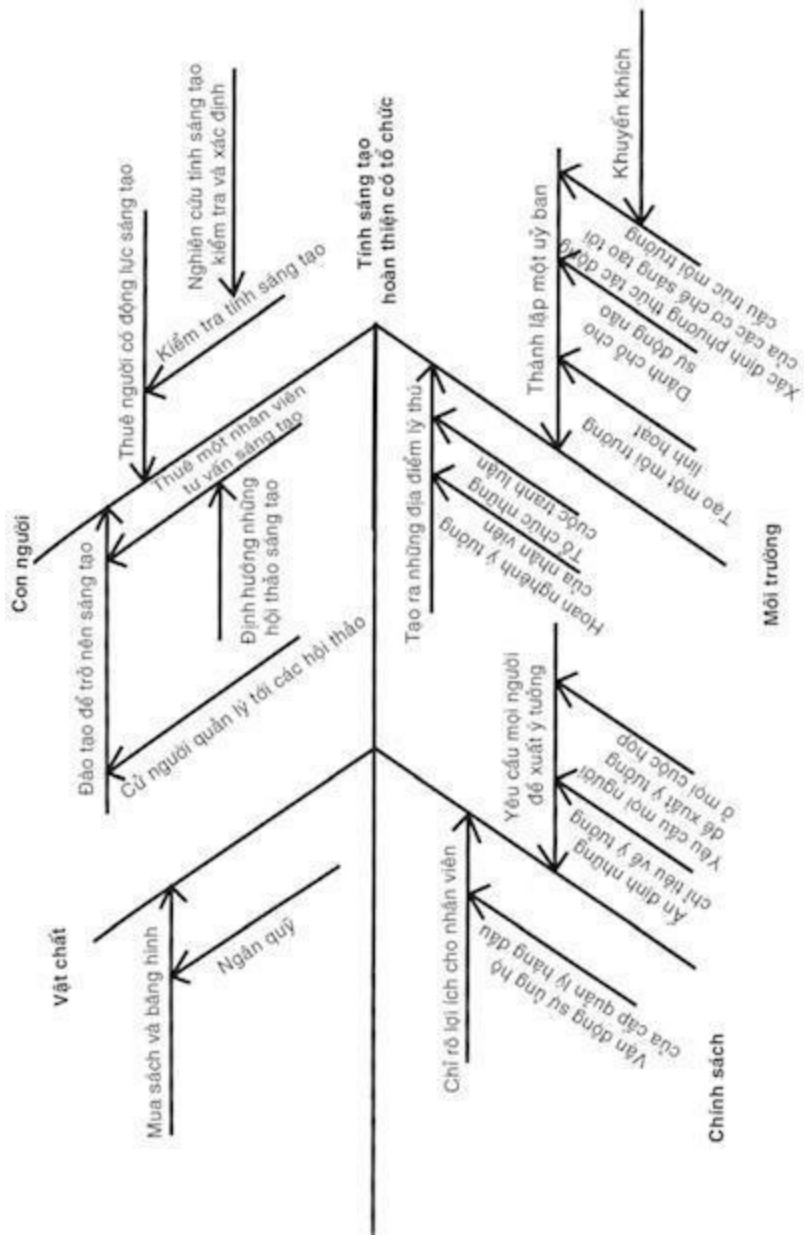 Con người
Thuê người có động lực sáng tạo
Kiểm tra tính sáng tạo
Nghiên cứu tính sáng tạo
kiểm tra và xác định
Đào tạo để trở nên sáng tạo
Thuê một nhân viên
tư vấn sáng tạo
Định hướng những
hội thảo sáng tạo
Cử người quản lý tới các hội thảo
Vật chất
Mua sách và băng hình
Ngân quỹ
Tính sáng tạo
hoàn thiện có tổ chức
Tạo ra những địa điểm lý thú
Tổ chức những
cuộc tranh luận
Hoan nghênh ý tưởng
của nhân viên
Thành lập một uỷ ban
Khuyến khích
cấu trúc môi trường
Xác định phương thức tác động
của các cơ chế sáng tạo tới
Dành chỗ cho
sự động não
Tạo một môi trường
linh hoạt
Môi trường
Chỉ rõ lợi ích cho nhân viên
Vận động sự ủng hộ
của cấp quản lý hàng đầu
Yêu cầu mọi người
đề xuất ý tưởng
Yêu cầu mọi người
đề xuất ý tưởng
ở mọi cuộc họp
Ấn định những
chỉ tiêu về ý tưởng
Chính sách